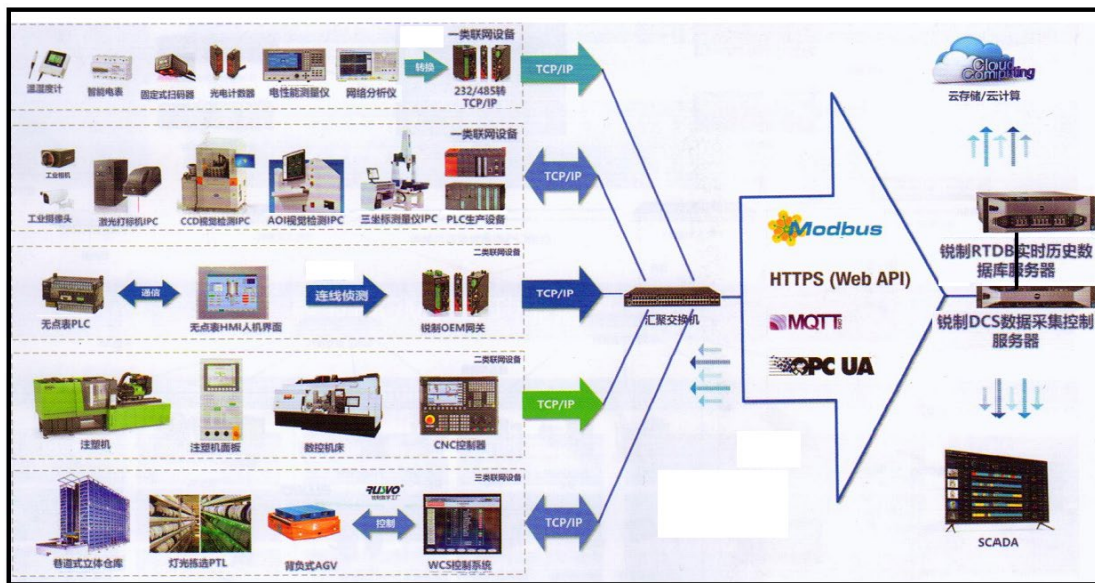 一类联网设备
温湿度计
智能电表
固定式扫码器
光电计数器
电性能测量仪
网络分析仪
转换
232/485转
TCP/IP
TCP/IP
一类联网设备
工业相机
工业摄像头
激光打标机IPC
CCD视觉检测IPC
AOI视觉检测IPC
三坐标测量仪IPC
PLC生产设备
TCP/IP
二类联网设备
无点表PLC
通信
无点表HMI人机界面
连线侦测
锐制OEM网关
TCP/IP
二类联网设备
注塑机
注塑机面板
数控机床
CNC控制器
TCP/IP
三类联网设备
巷道式立体仓库
灯光拣选PTL
背负式AGV
控制
WCS控制系统
TCP/IP
汇聚交换机
Modbus
HTTPS (Web API)
MQTT
OPC UA
Cloud
Computing
云存储/云计算
锐制RTDB实时历史数
据库服务器
锐制DCS数据采集控制
服务器
SCADA